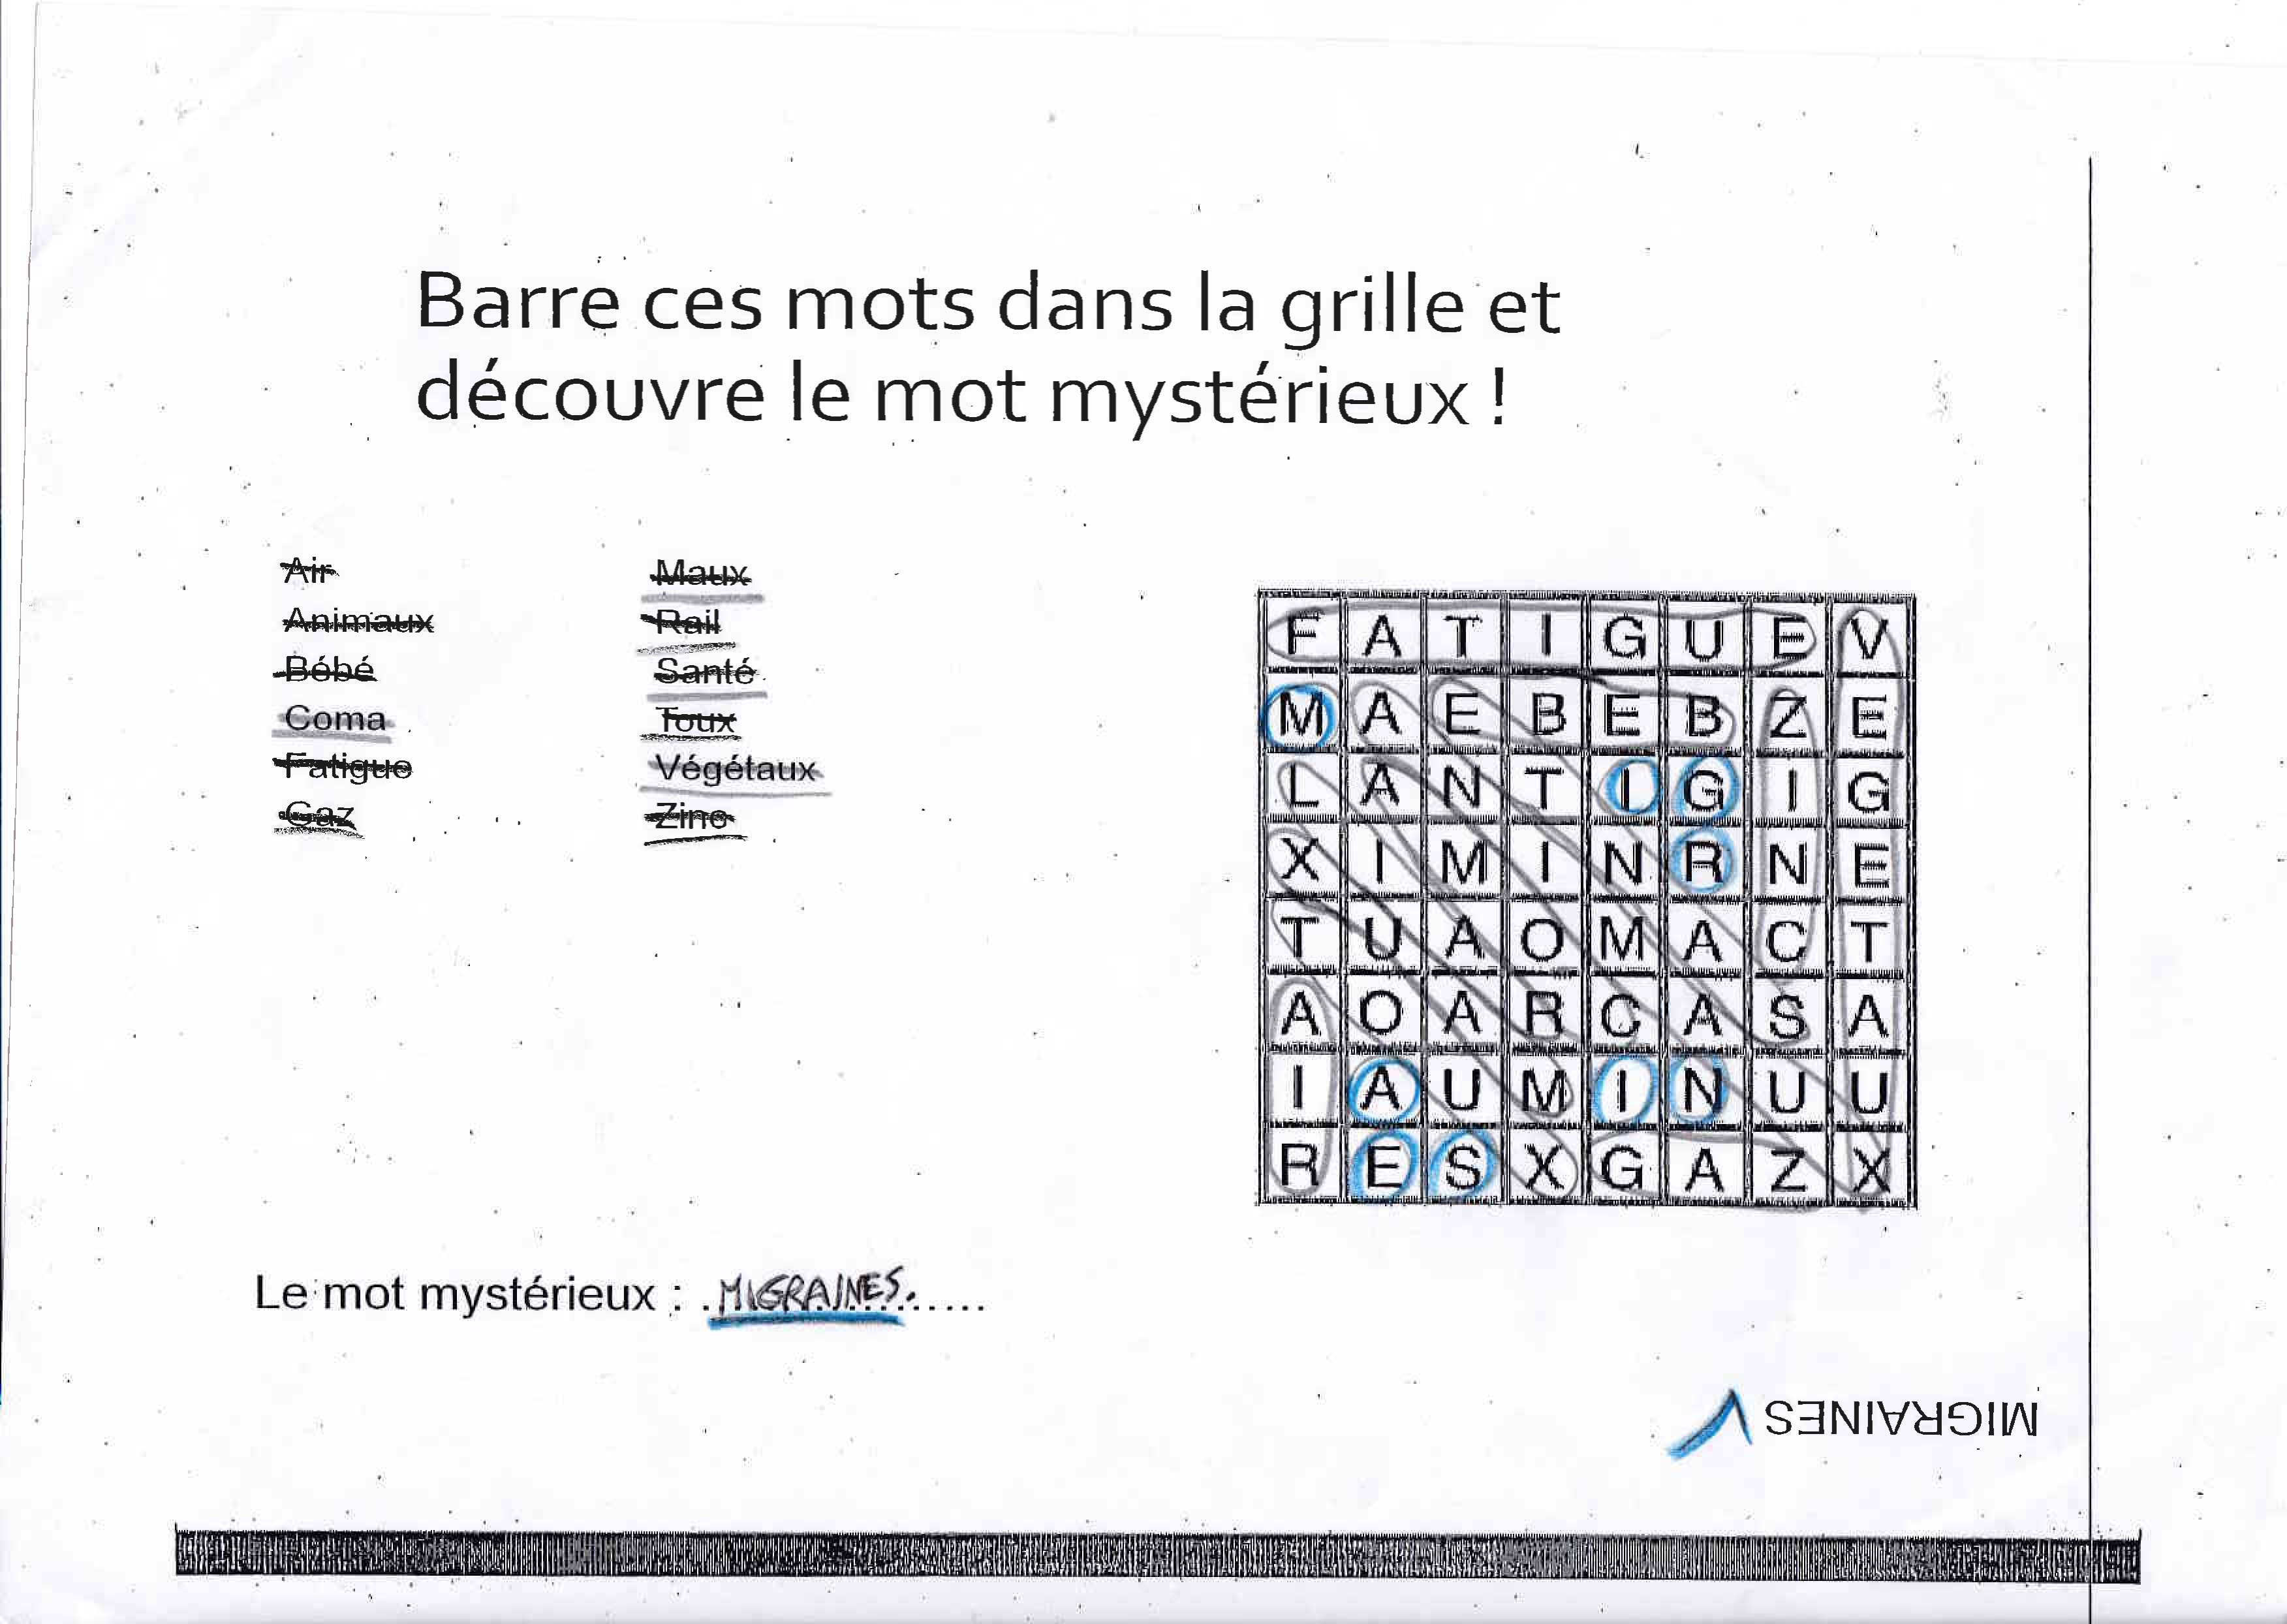 Barre ces mots dans la grille et
découvre le mot mystérieux !
Air
Animaux
Bébé
Coma
Fatigue
Gaz
Maux
Rail
Santé
Toux
Végétaux
Zinc
F A T I G U E V
M A E B E B Z E
L A N T I G I G
X I M I N R N E
T U A O M A C T
A O A R C A S A
I A U M I N U U
R E S X G A Z X
Le mot mystérieux : .MIGRAINES.......
MIGRAINES